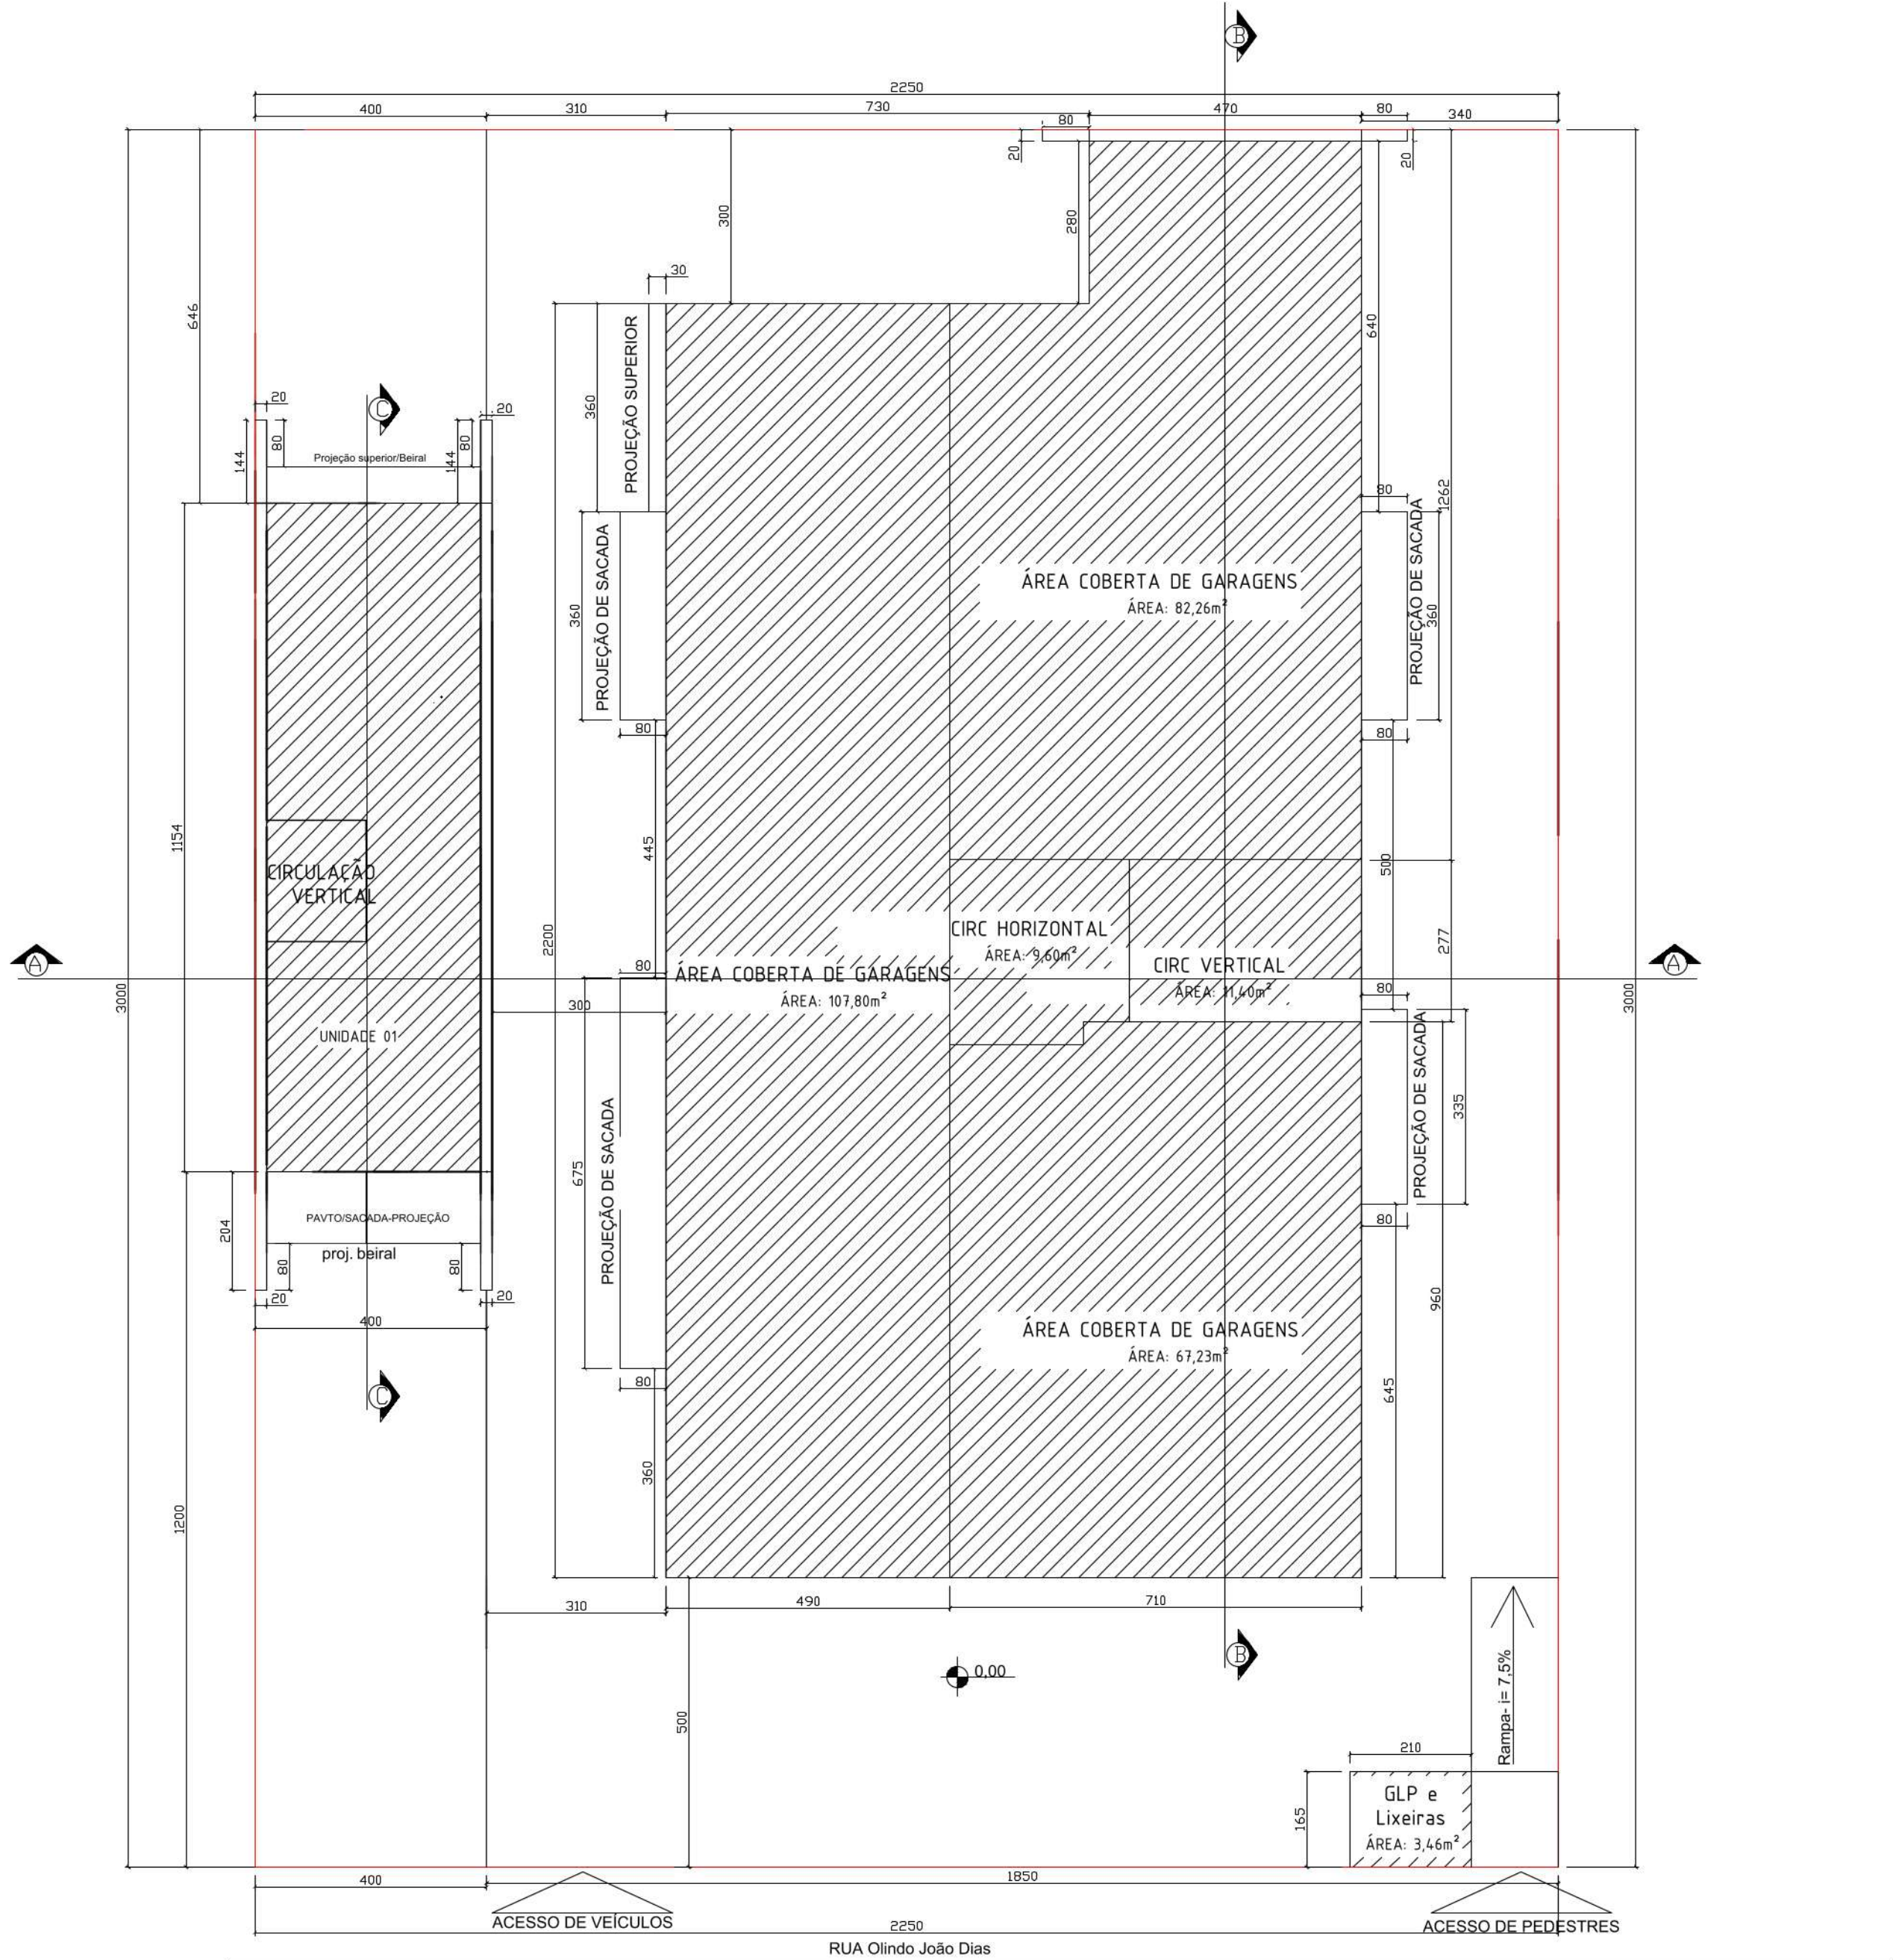 B
2250
400
310
730
470
80
340
80
20
20
300
280
30
646
640
PROJEÇÃO SUPERIOR
360
20
C
20
80
80
144
144
Projeção superior/Beiral
80
1262
PROJEÇÃO DE SACADA
360
PROJEÇÃO DE SACADA
360
ÁREA COBERTA DE GARAGENS
ÁREA: 82,26m²
80
80
1154
445
500
CIRCULAÇÃO
VERTICAL
2200
CIRC HORIZONTAL
ÁREA: 9,60m²
277
A
A
80
ÁREA COBERTA DE GARAGENS
ÁREA: 107,80m²
CIRC VERTICAL
ÁREA: 11,40m²
3000
3000
300
80
UNIDADE 01
PROJEÇÃO DE SACADA
335
675
PROJEÇÃO DE SACADA
204
PAVTO/SACADA-PROJEÇÃO
proj. beiral
80
80
80
20
20
960
400
ÁREA COBERTA DE GARAGENS
ÁREA: 67,23m²
80
C
645
360
1200
310
490
710
B
0,00
500
Rampa- i= 7,5%
210
165
GLP e
Lixeiras
ÁREA: 3,46m²
400
1850
ACESSO DE VEÍCULOS
2250
ACESSO DE PEDESTRES
RUA Olindo João Dias